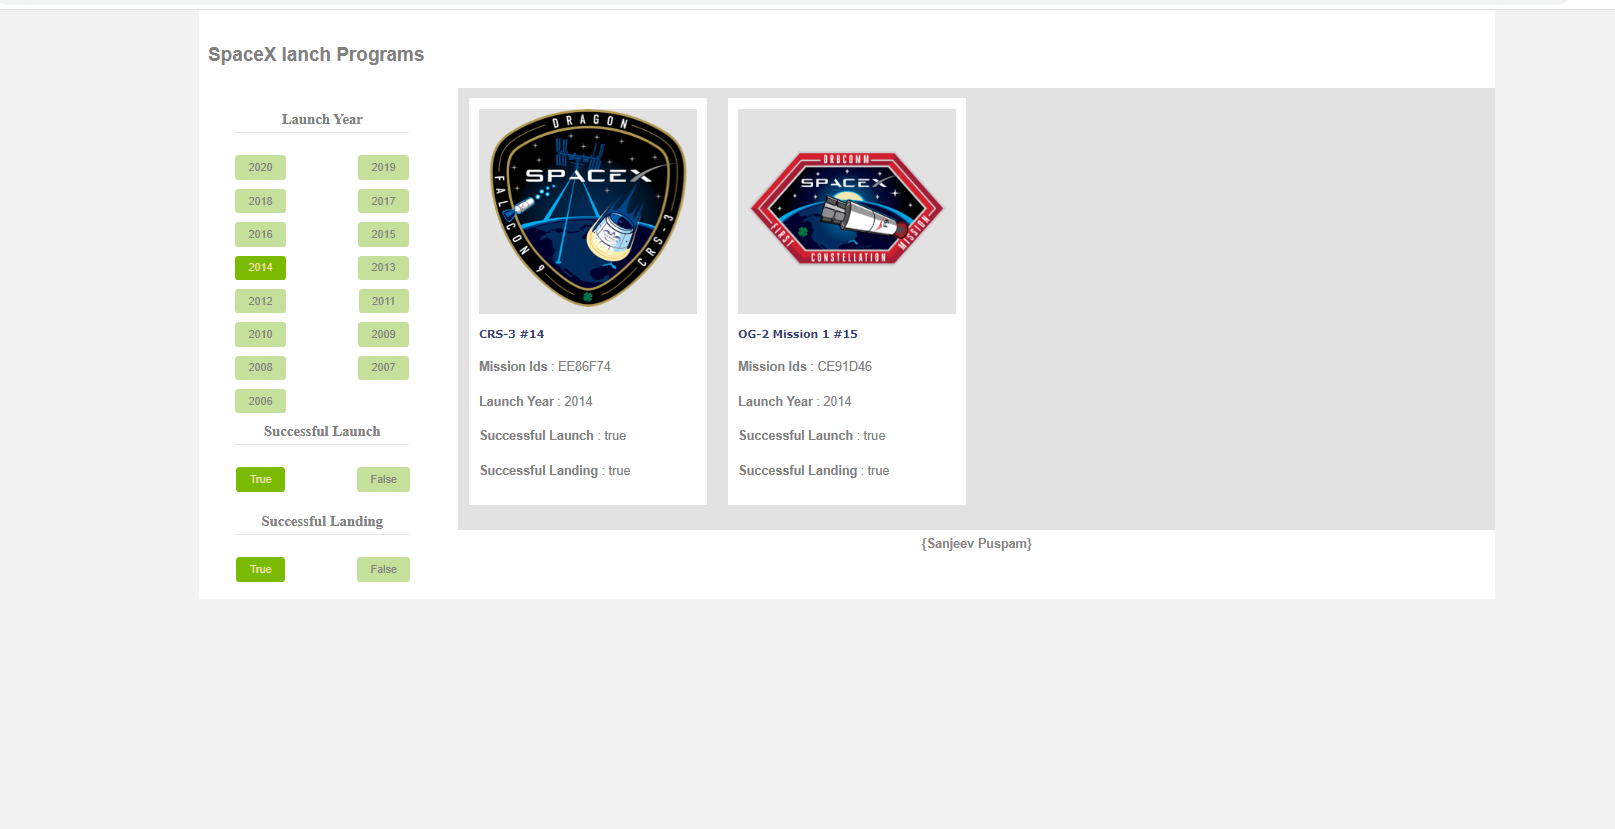 SpaceX lanch Programs
Launch Year
2020 2019
2018 2017
2016 2015
2014 2013
2012 2011
2010 2009
2008 2007
2006
Successful Launch
True False
Successful Landing
True False
DRAGON
SPACEX
FALCON 9
CRS-3
CRS-3 #14
Mission Ids : EE86F74
Launch Year : 2014
Successful Launch : true
Successful Landing : true
ORBCOMM
SPACEX
FIRST
CONSTELLATION
MISSION
OG-2 Mission 1 #15
Mission Ids : CE91D46
Launch Year : 2014
Successful Launch : true
Successful Landing : true
{Sanjeev Puspam}